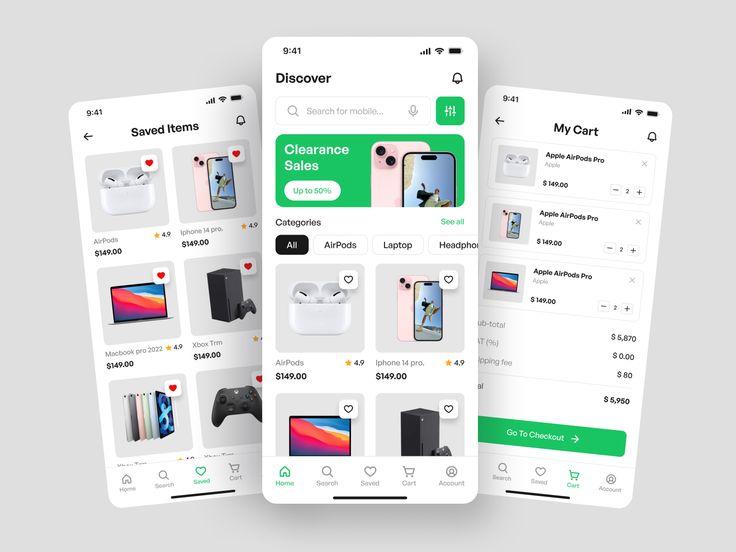 9:41
Saved Items
AirPods
4.9
$149.00
Iphone 14 pro.
4.9
$149.00
Macbook pro 2022
4.9
$149.00
Xbox Trm
4.9
$149.00
Xbox Trm
4.9
Home
Search
Saved
Cart
9:41
Discover
Search for mobile...
Clearance
Sales
Up to 50%
Categories
See all
All
AirPods
Laptop
Headphon
AirPods
4.9
$149.00
Iphone 14 pro.
4.9
$149.00
Home
Search
Saved
Cart
Account
9:41
My Cart
Apple AirPods Pro
Apple
$ 149.00
2
Apple AirPods Pro
Apple
$ 149.00
2
Apple AirPods Pro
$ 149.00
2
ub-total
$ 5,870
AT (%)
$ 0.00
ipping fee
$ 80
al
$ 5,950
Go To Checkout
Search
Saved
Cart
Account